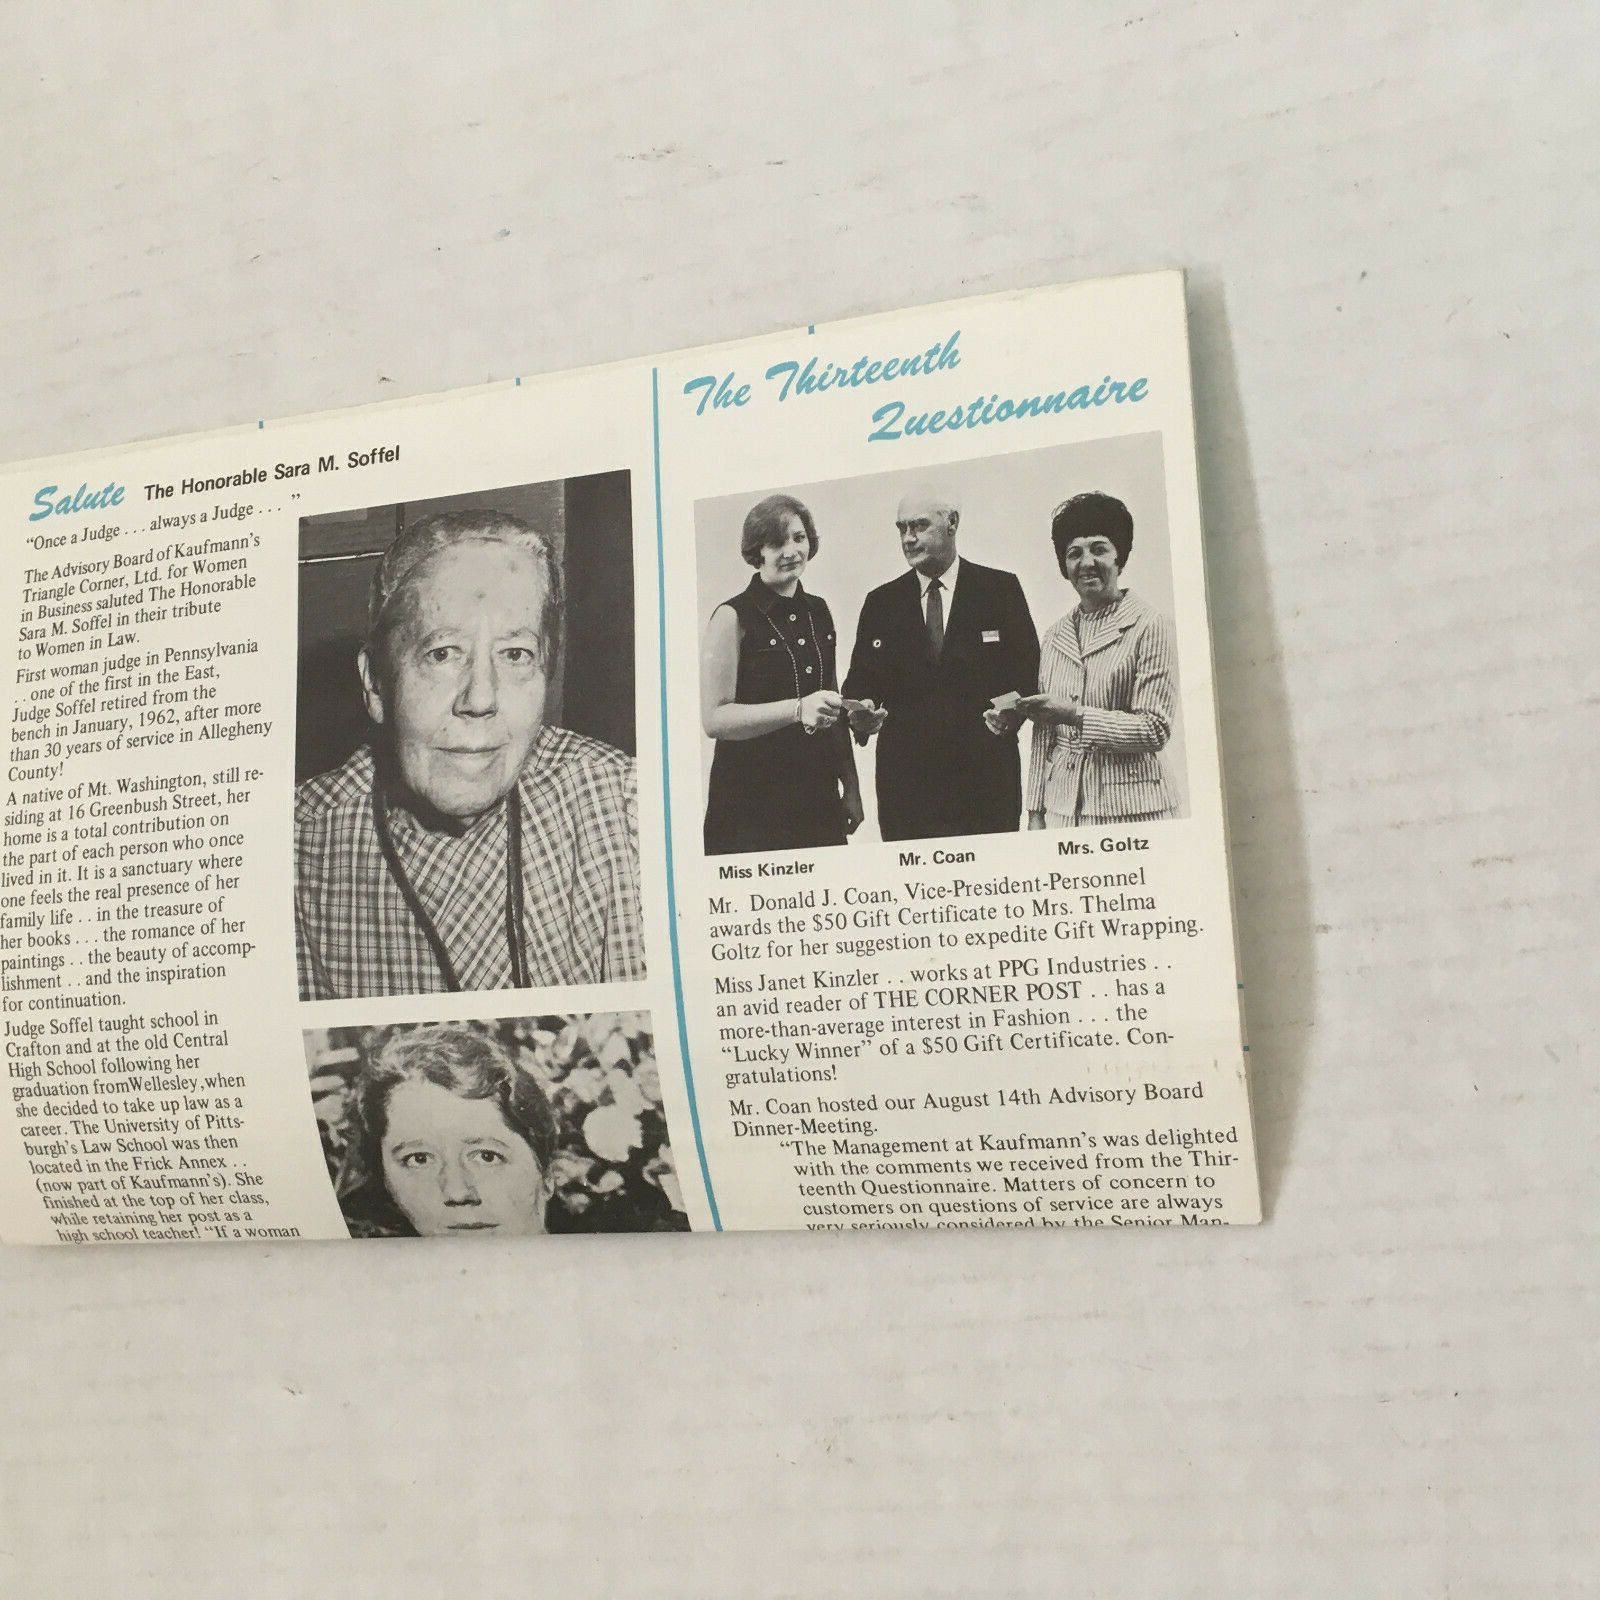 Salute The Honorable Sara M. Soffel
“Once a Judge . . . always a Judge . . . ”
The Advisory Board of Kaufmann's
Triangle Corner, Ltd. for Women
in Business saluted The Honorable
Sara M. Soffel in their tribute
to Women in Law.
First woman judge in Pennsylvania
. . one of the first in the East,
Judge Soffel retired from the
bench in January, 1962, after more
than 30 years of service in Allegheny
County!
A native of Mt. Washington, still re-
siding at 16 Greenbush Street, her
home is a total contribution on
the part of each person who once
lived in it. It is a sanctuary where
one feels the real presence of her
family life . . in the treasure of
her books . . . the romance of her
paintings . . the beauty of accomp-
lishment . . and the inspiration
for continuation.
Judge Soffel taught school in
Crafton and at the old Central
High School following her
graduation fromWellesley,when
she decided to take up law as a
career. The University of Pitts-
burgh's Law School was then
located in the Frick Annex . .
(now part of Kaufmann's). She
finished at the top of her class,
while retaining her post as a
high school teacher! “If a woman
The Thirteenth
Questionnaire
Miss Kinzler Mr. Coan Mrs. Goltz
Mr. Donald J. Coan, Vice-President-Personnel
awards the $50 Gift Certificate to Mrs. Thelma
Goltz for her suggestion to expedite Gift Wrapping.
Miss Janet Kinzler . . works at PPG Industries . .
an avid reader of THE CORNER POST . . has a
more-than-average interest in Fashion . . . the
“Lucky Winner” of a $50 Gift Certificate. Con-
gratulations!
Mr. Coan hosted our August 14th Advisory Board
Dinner-Meeting.
“The Management at Kaufmann's was delighted
with the comments we received from the Thir-
teenth Questionnaire. Matters of concern to
customers on questions of service are always
very seriously considered by the Senior Man-